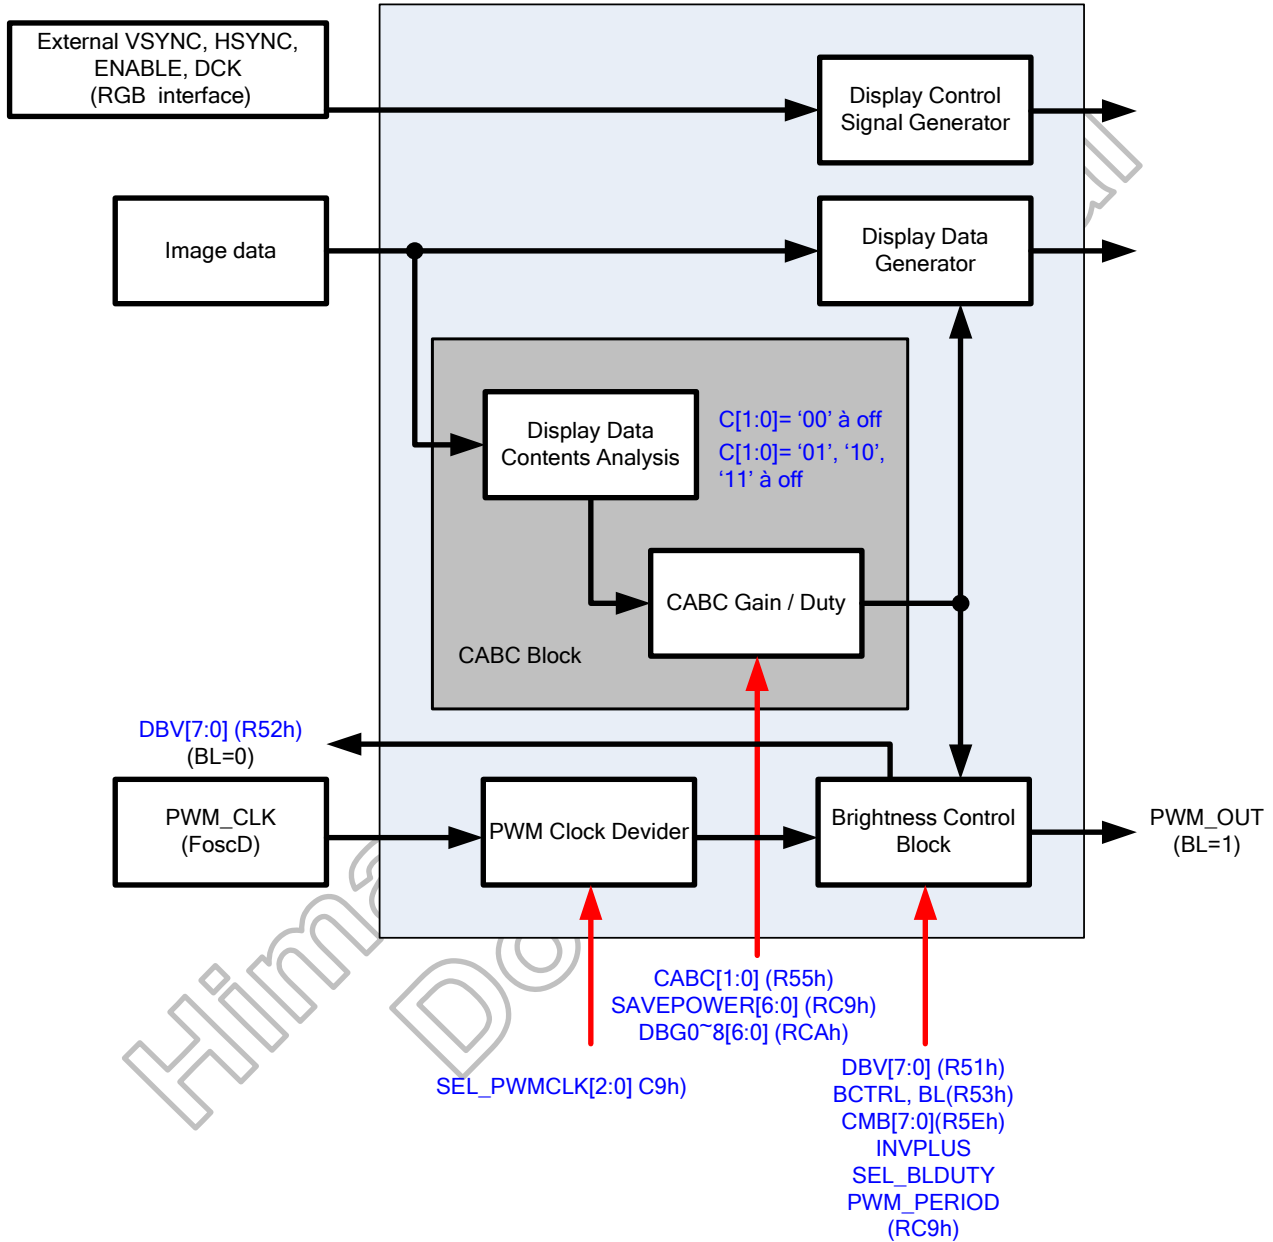 External VSYNC, HSYNC,
ENABLE, DCK
(RGB interface)
Display Control
Signal Generator
Image data
Display Data
Generator
Display Data
Contents Analysis
C[1:0]= ‘00’ à off
C[1:0]= ‘01’, ‘10’,
‘11’ à off
CABC Gain / Duty
CABC Block
DBV[7:0] (R52h)
(BL=0)
PWM_CLK
(FoscD)
PWM Clock Devider
Brightness Control
Block
PWM_OUT
(BL=1)
CABC[1:0] (R55h)
SAVEPOWER[6:0] (RC9h)
DBG0~8[6:0] (RCAh)
SEL_PWMCLK[2:0] C9h)
DBV[7:0] (R51h)
BCTRL, BL(R53h)
CMB[7:0](R5Eh)
INVPLUS
SEL_BLDUTY
PWM_PERIOD
(RC9h)